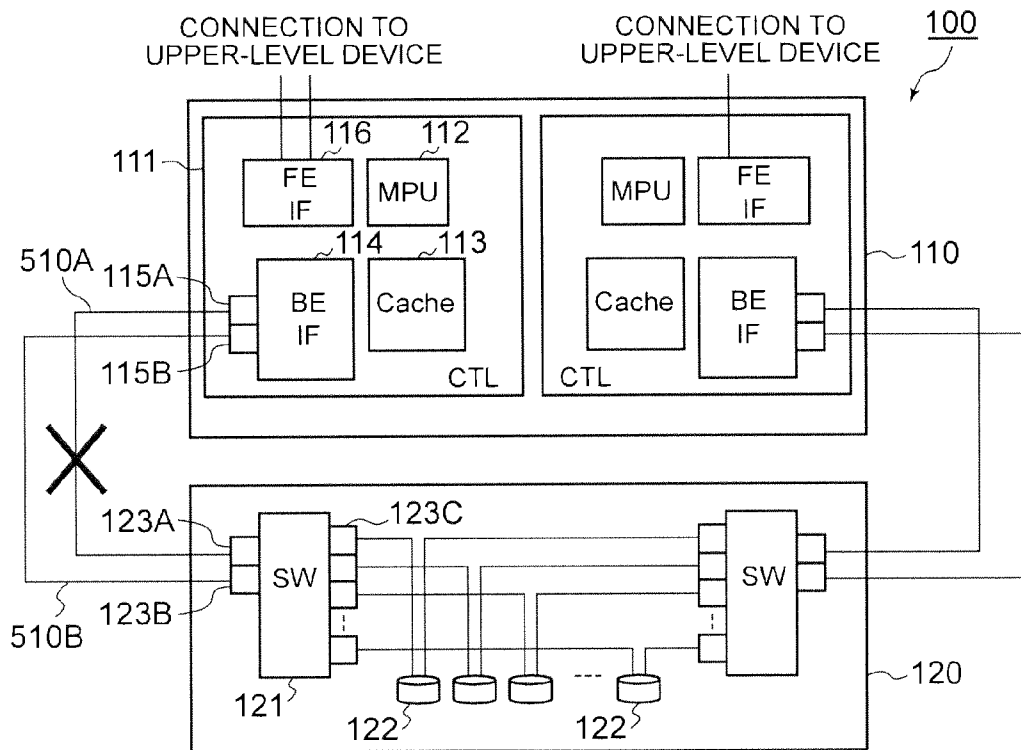 CONNECTION TO
UPPER-LEVEL DEVICE
CONNECTION TO
UPPER-LEVEL DEVICE
100
111
116
112
FE
IF
MPU
MPU
FE
IF
510A
115A
114
113
BE
IF
Cache
Cache
BE
IF
110
115B
CTL
CTL
123A
123C
SW
SW
123B
510B
121
122
122
120